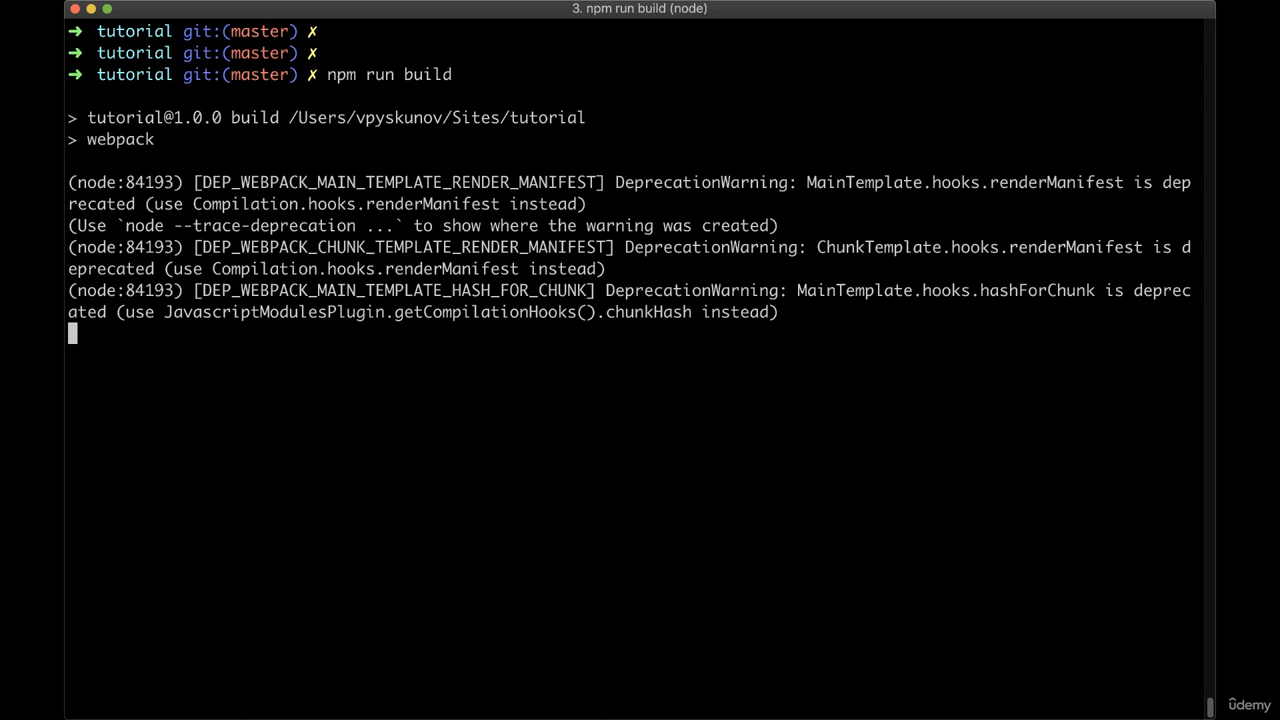 3. npm run build (node)
➜ tutorial git:(master) ✗
➜ tutorial git:(master) ✗
➜ tutorial git:(master) ✗ npm run build
> tutorial@1.0.0 build /Users/vpyskunov/Sites/tutorial
> webpack
(node:84193) [DEP_WEBPACK_MAIN_TEMPLATE_RENDER_MANIFEST] DeprecationWarning: MainTemplate.hooks.renderManifest is dep
recated (use Compilation.hooks.renderManifest instead)
(Use `node --trace-deprecation ...` to show where the warning was created)
(node:84193) [DEP_WEBPACK_CHUNK_TEMPLATE_RENDER_MANIFEST] DeprecationWarning: ChunkTemplate.hooks.renderManifest is d
eprecated (use Compilation.hooks.renderManifest instead)
(node:84193) [DEP_WEBPACK_MAIN_TEMPLATE_HASH_FOR_CHUNK] DeprecationWarning: MainTemplate.hooks.hashForChunk is deprec
ated (use JavascriptModulesPlugin.getCompilationHooks().chunkHash instead)
ûdemy